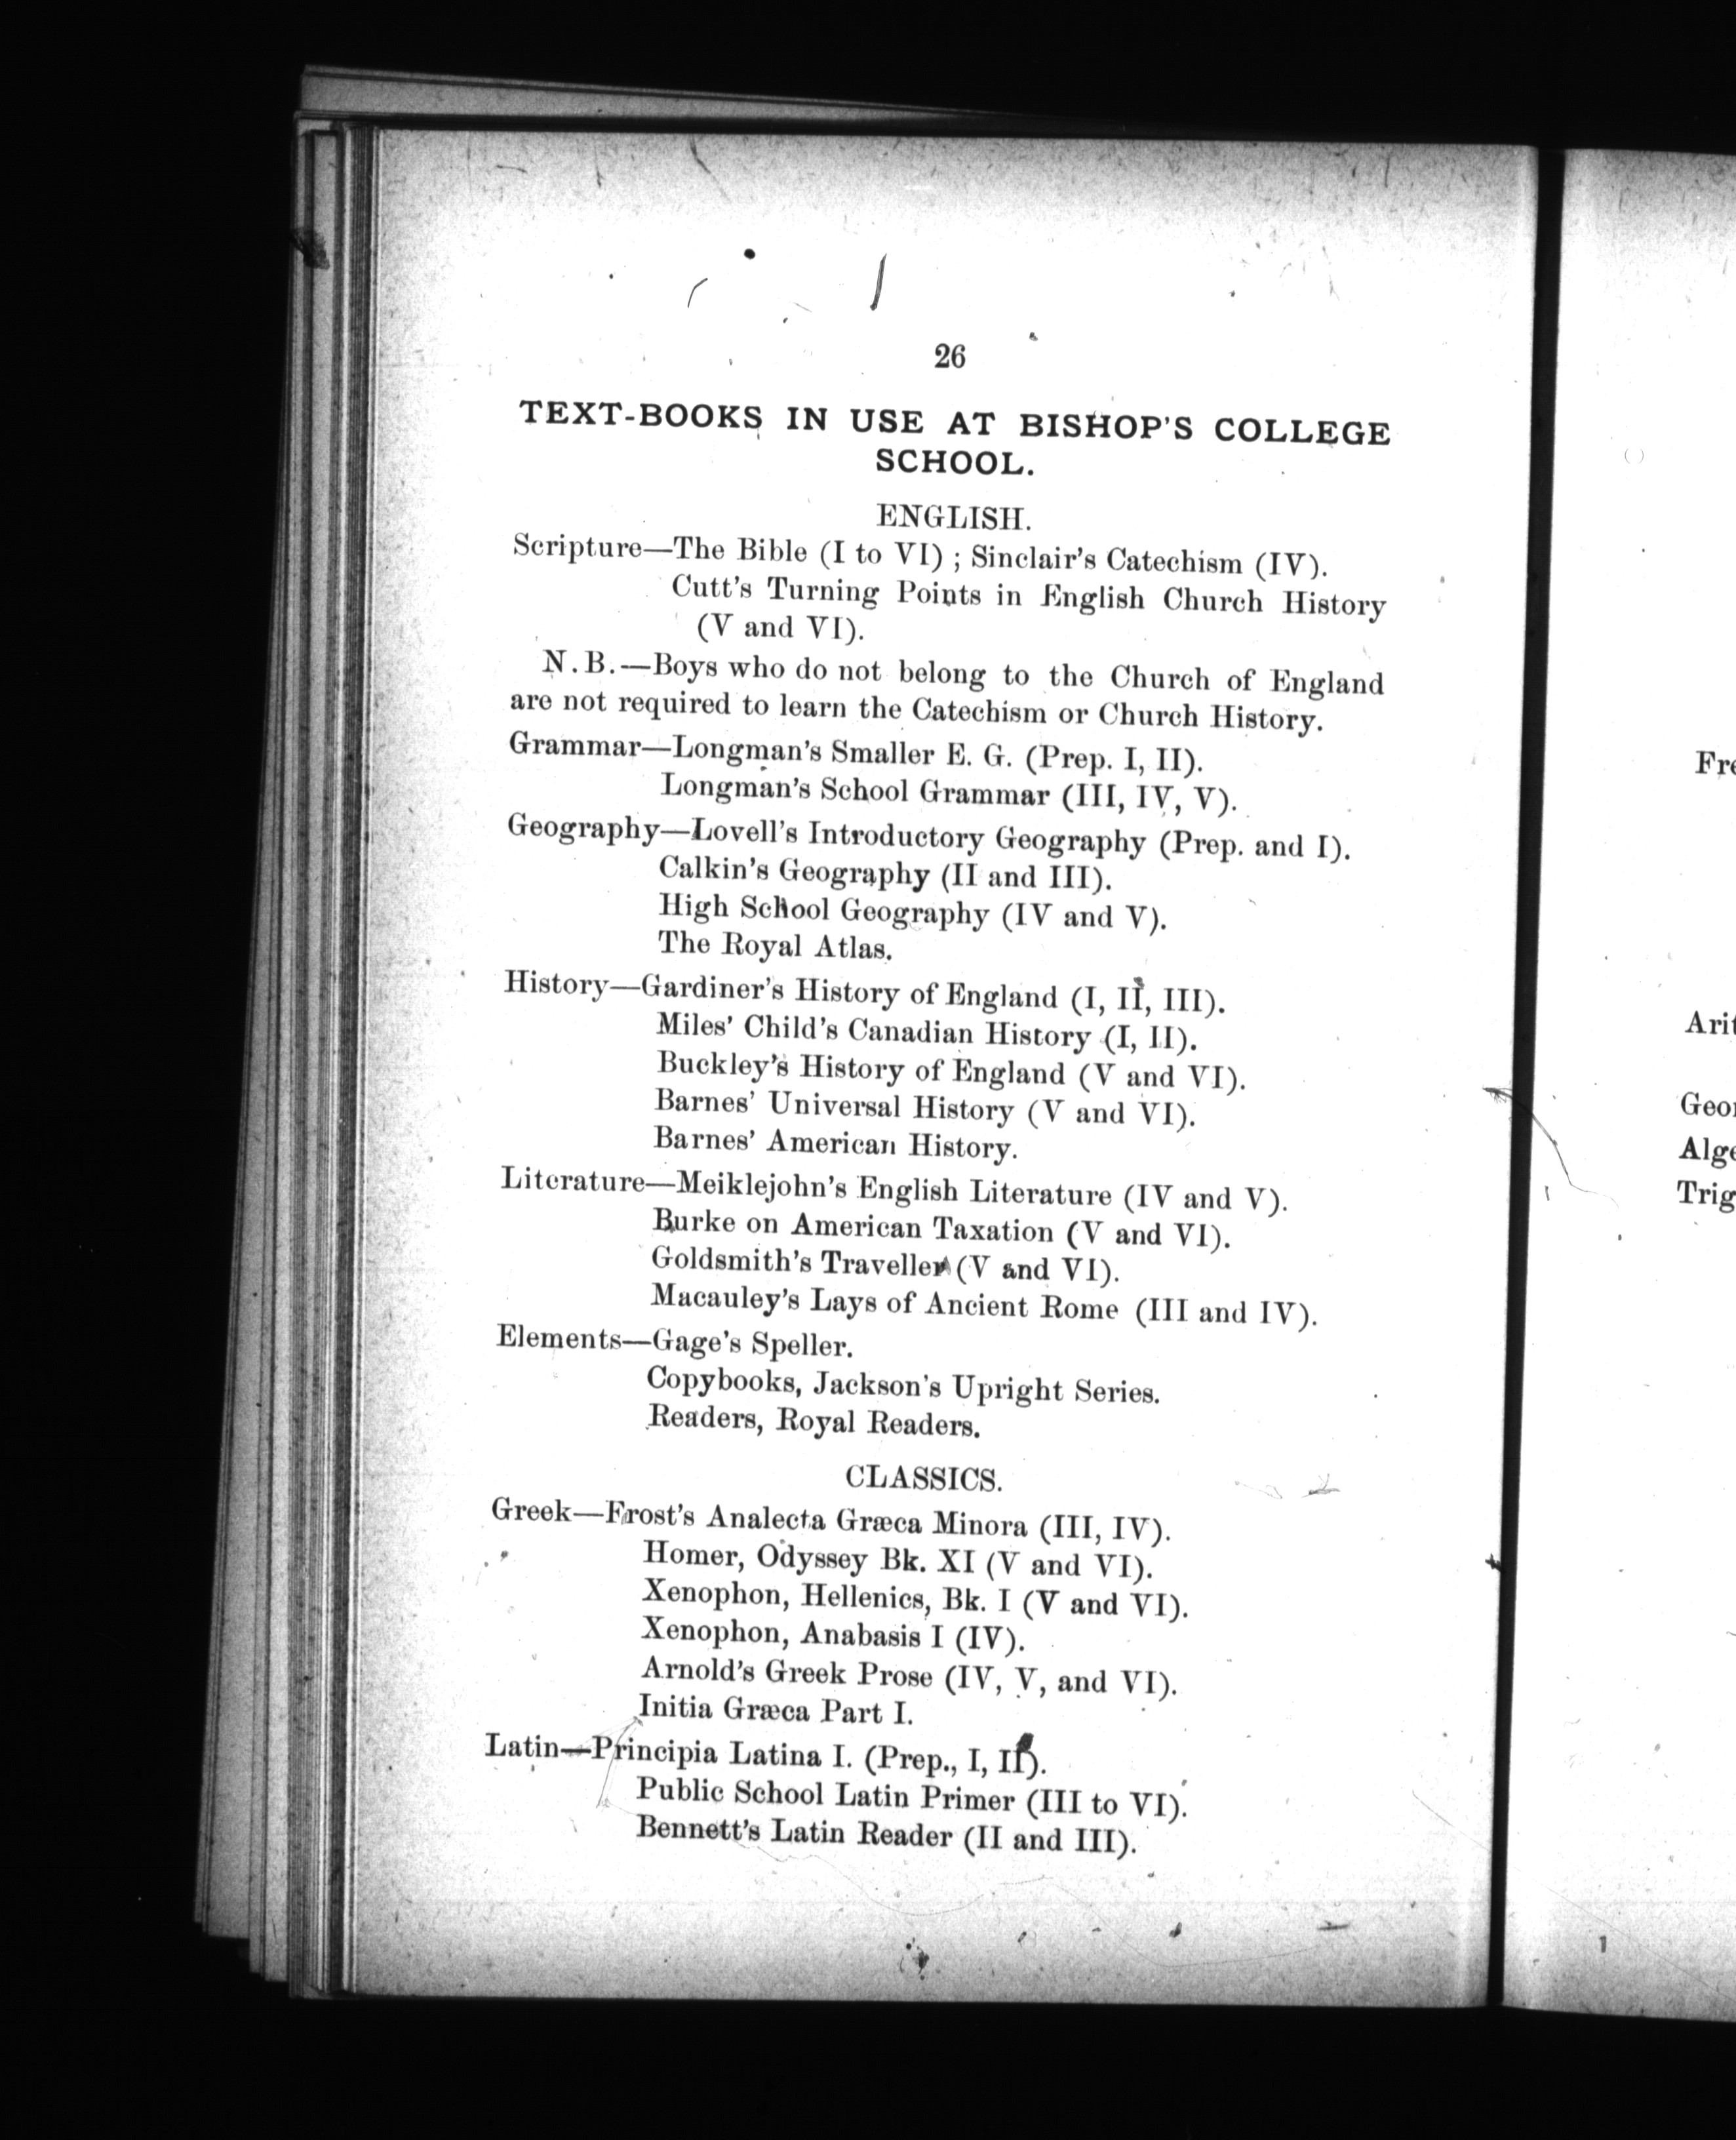 26
TEXT-BOOKS IN USE AT BISHOP'S COLLEGE
SCHOOL.
ENGLISH.
Scripture—The Bible (I to VI) ; Sinclair's Catechism (IV).
Cutt's Turning Points in English Church History
(V and VI).
N.B.—Boys who do not belong to the Church of England
are not required to learn the Catechism or Church History.
Grammar—Longman's Smaller E. G. (Prep. I, II).
Longman's School Grammar (III, IV, V).
Geography—Lovell's Introductory Geography (Prep. and I).
Calkin's Geography (II and III).
High School Geography (IV and V).
The Royal Atlas.
History—Gardiner's History of England (I, II, III).
Miles' Child's Canadian History (I, II).
Buckley's History of England (V and VI).
Barnes' Universal History (V and VI).
Barnes' American History.
Literature—Meiklejohn's English Literature (IV and V).
Burke on American Taxation (V and VI).
Goldsmith's Traveller (V and VI).
Macauley's Lays of Ancient Rome (III and IV).
Elements—Gage's Speller.
Copybooks, Jackson's Upright Series.
Readers, Royal Readers.
CLASSICS.
Greek—Frost's Analecta Græca Minora (III, IV).
Homer, Odyssey Bk. XI (V and VI).
Xenophon, Hellenics, Bk. I (V and VI).
Xenophon, Anabasis I (IV).
Arnold's Greek Prose (IV, V, and VI).
Initia Græca Part I.
Latin—Principia Latina I. (Prep., I, II).
Public School Latin Primer (III to VI).
Bennett's Latin Reader (II and III).
Fre
Arit
Geo
Alge
Trig